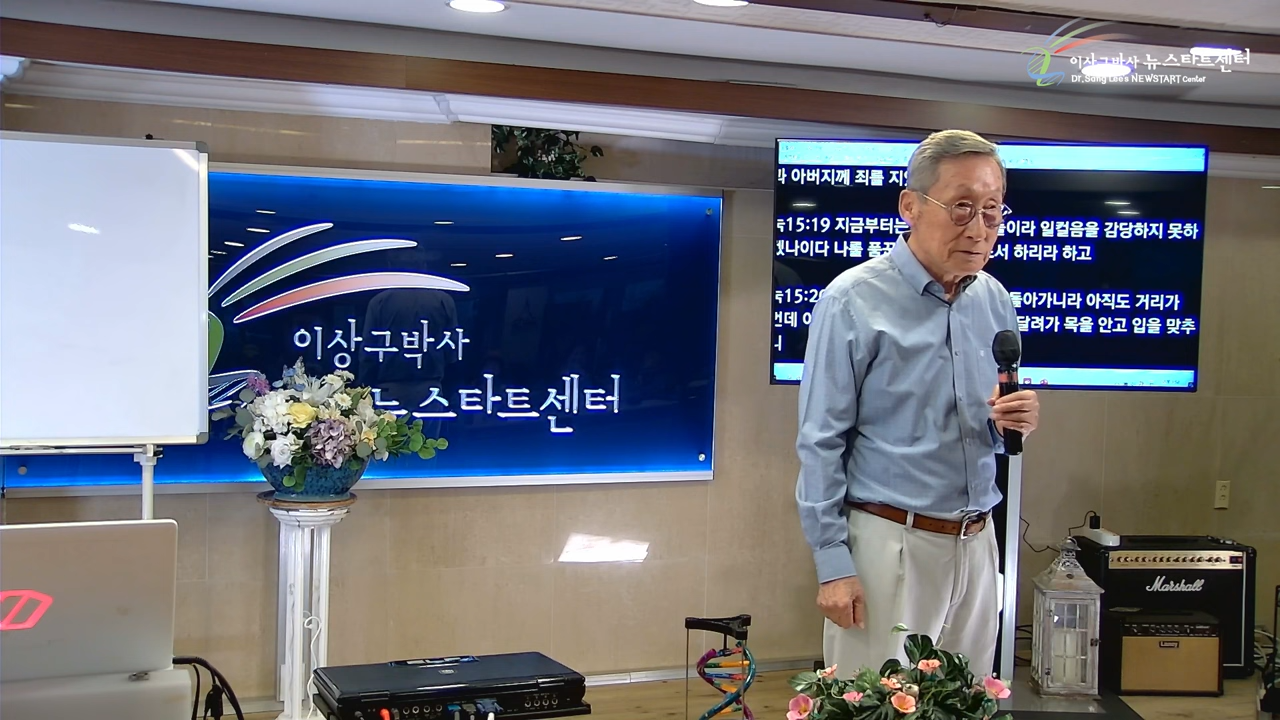 이상구박사 뉴스타트센터
Dr. Sang Lee's NEWSTART Center
아버지께 죄를 지
15:19 지금부터는 이라 일컬음을 감당하지 못하
나이다 나를 하리라 하고
15:20 돌아가니라 아직도 거리가
달려가 목을 안고 입을 맞추
이상구박사
뉴스타트센터
Marshall
Laney